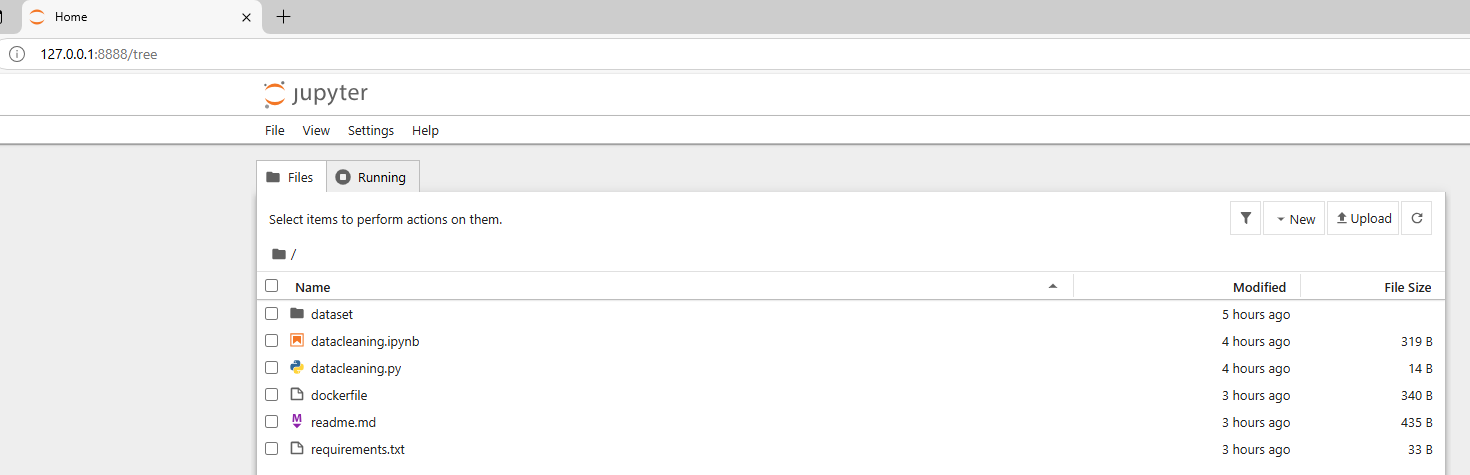 Home
127.0.0.1:8888/tree
jupyter
File View Settings Help
Files Running
Select items to perform actions on them. New Upload
/
Name Modified File Size
dataset 5 hours ago
datacleaning.ipynb 4 hours ago 319 B
datacleaning.py 4 hours ago 14 B
dockerfile 3 hours ago 340 B
M readme.md 3 hours ago 435 B
requirements.txt 3 hours ago 33 B